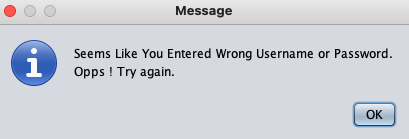 Message
Seems Like You Entered Wrong Username or Password.
Opps ! Try again.
OK